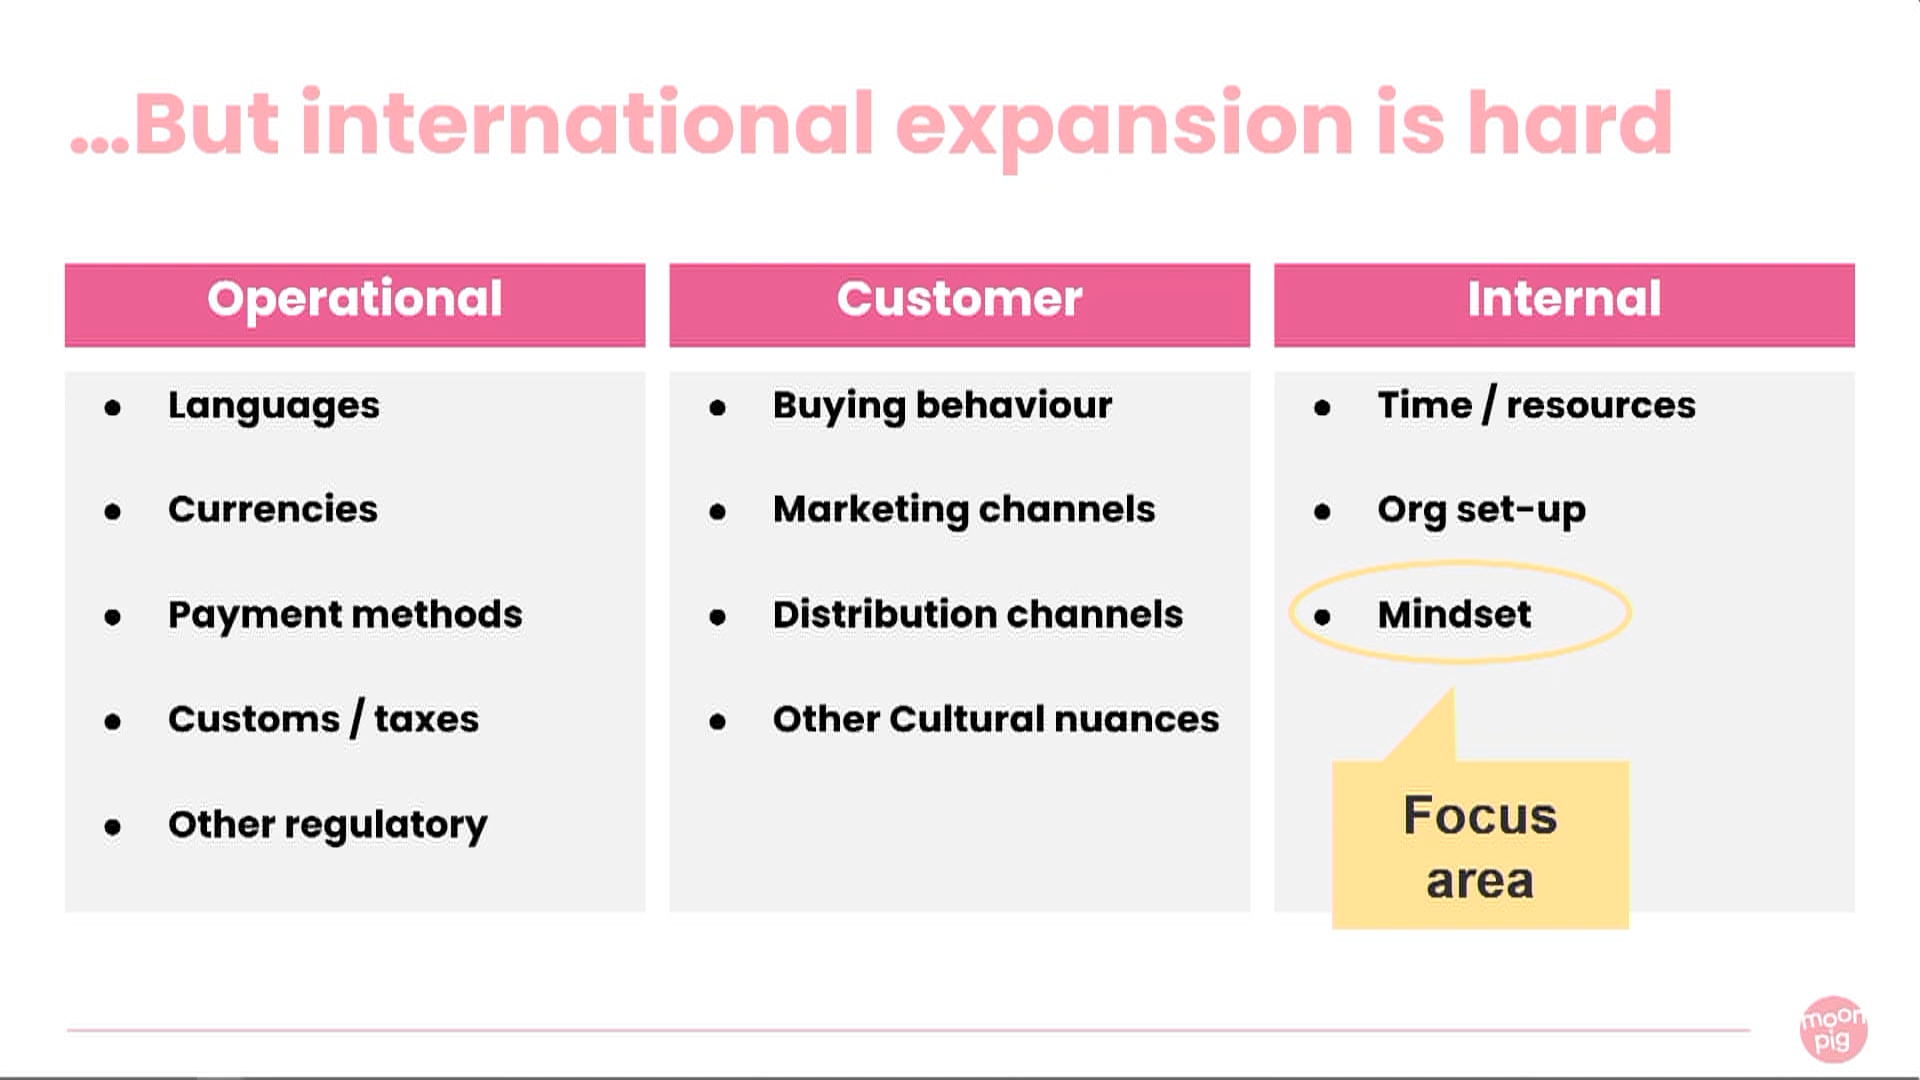 ...But international expansion is hard
Operational
Languages
Currencies
Payment methods
Customs / taxes
Other regulatory
Customer
Buying behaviour
Marketing channels
Distribution channels
Other Cultural nuances
Internal
Time / resources
Org set-up
Mindset
Focus
area
moon
pig